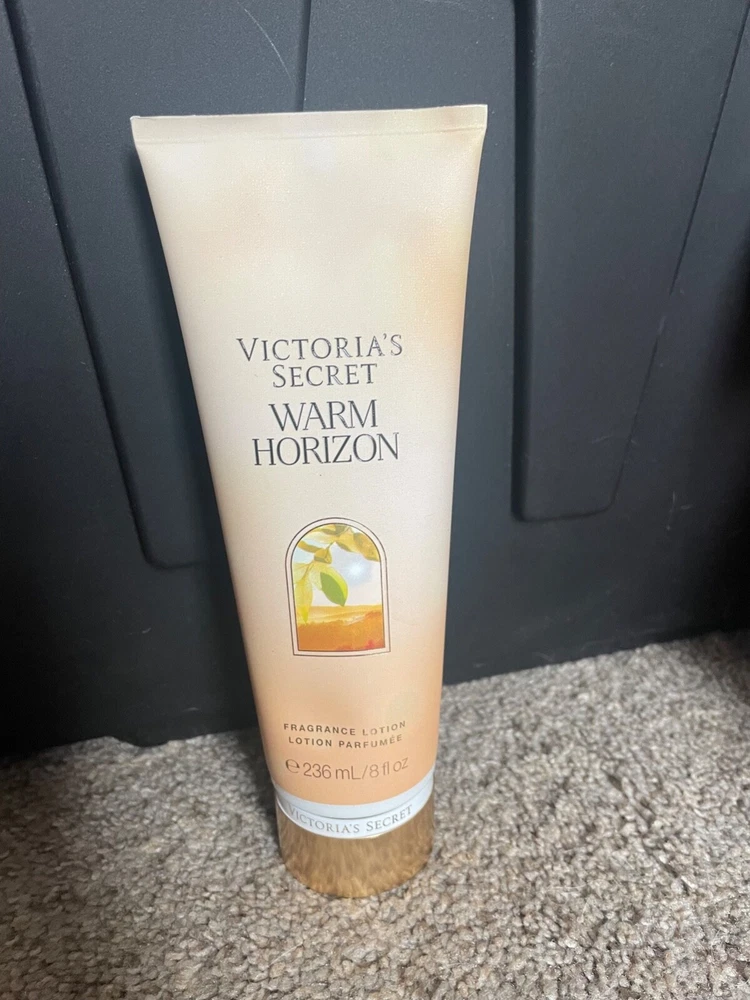 VICTORIA'S
SECRET
WARM
HORIZON
FRAGRANCE LOTION
LOTION PARFUMÉE
℮ 236 mL/8 fl oz
VICTORIA'S SECRET